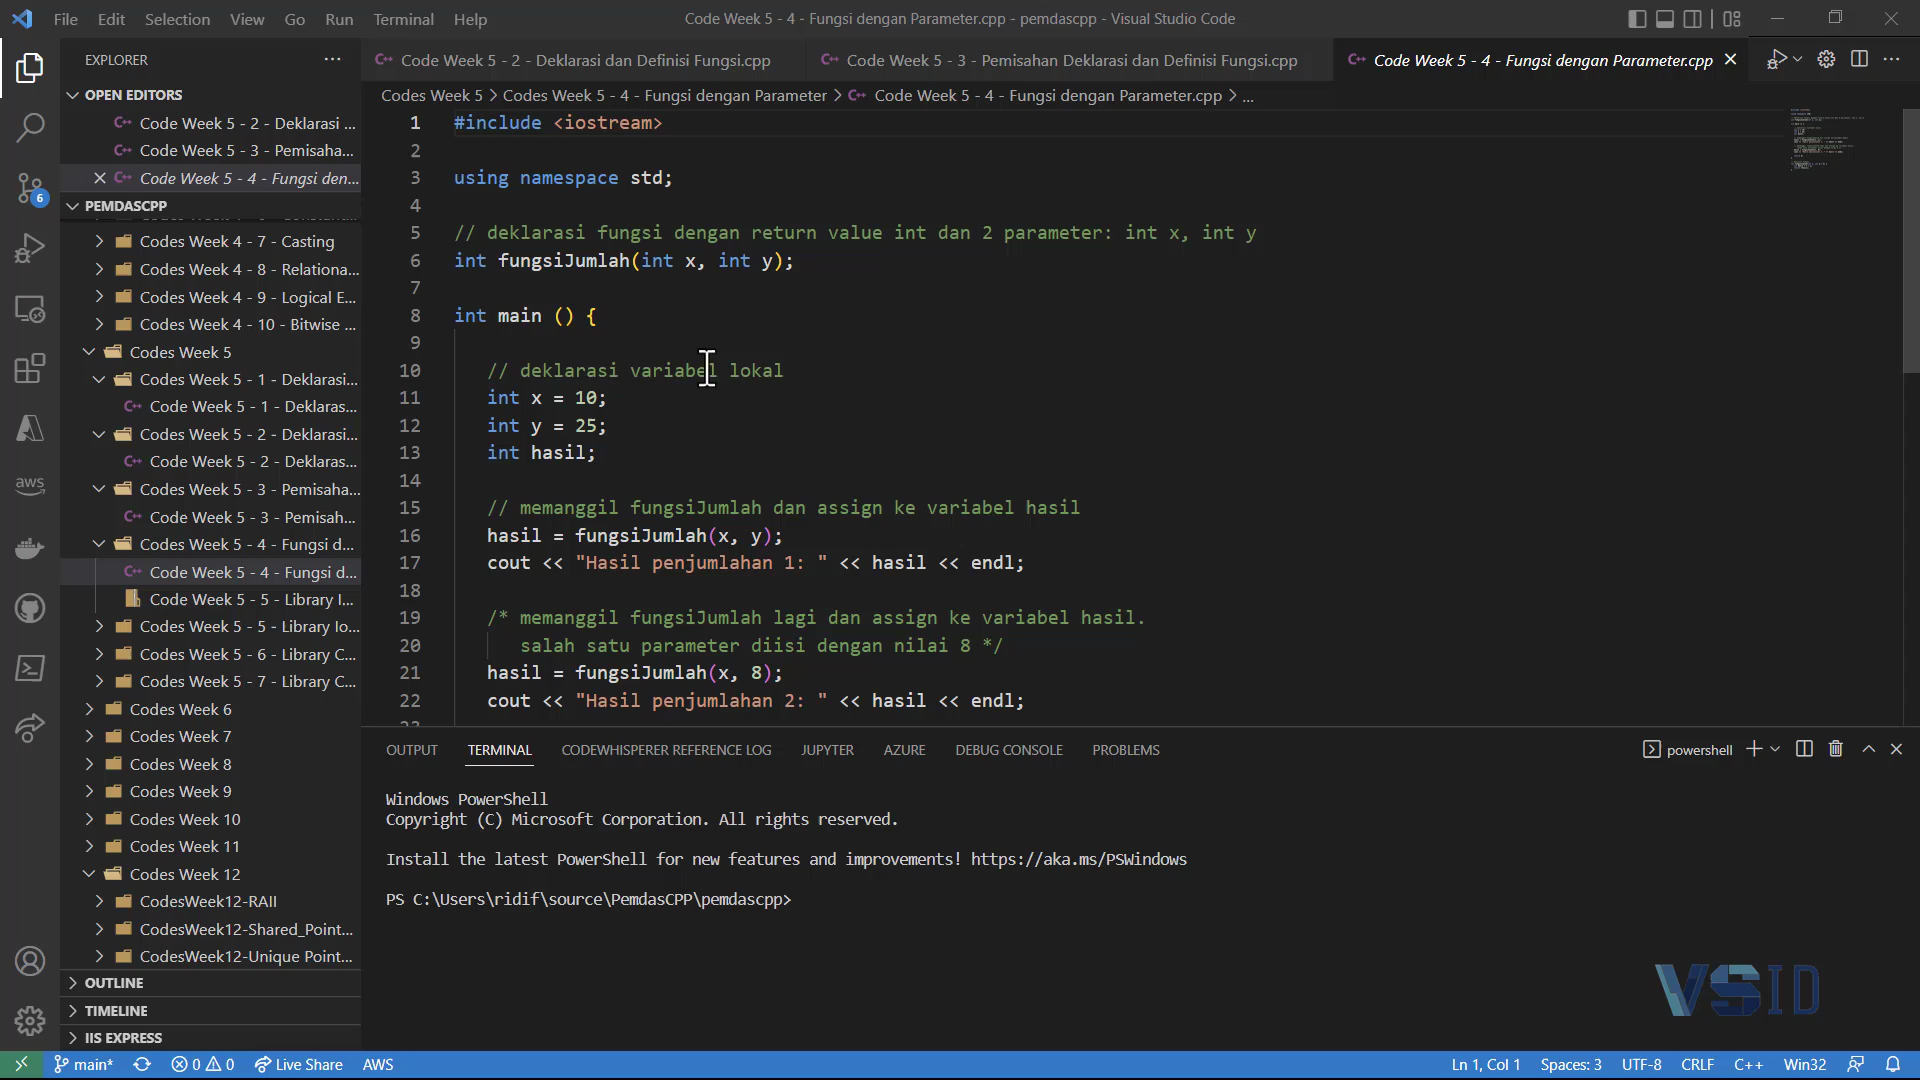 File Edit Selection View Go Run Terminal Help
Code Week 5 - 4 - Fungsi dengan Parameter.cpp - pemdascpp - Visual Studio Code
EXPLORER
OPEN EDITORS
Code Week 5 - 2 - Deklarasi ...
Code Week 5 - 3 - Pemisaha...
Code Week 5 - 4 - Fungsi den...
PEMDASCPP
Codes Week 4 - 7 - Casting
Codes Week 4 - 8 - Relationa...
Codes Week 4 - 9 - Logical E...
Codes Week 4 - 10 - Bitwise ...
Codes Week 5
Codes Week 5 - 1 - Deklarasi...
Code Week 5 - 1 - Deklaras...
Codes Week 5 - 2 - Deklarasi...
Code Week 5 - 2 - Deklaras...
Codes Week 5 - 3 - Pemisaha...
Code Week 5 - 3 - Pemisah...
Codes Week 5 - 4 - Fungsi d...
Code Week 5 - 4 - Fungsi d...
Code Week 5 - 5 - Library I...
Codes Week 5 - 5 - Library Io...
Codes Week 5 - 6 - Library C...
Codes Week 5 - 7 - Library C...
Codes Week 6
Codes Week 7
Codes Week 8
Codes Week 9
Codes Week 10
Codes Week 11
Codes Week 12
CodesWeek12-RAII
CodesWeek12-Shared_Point...
CodesWeek12-Unique Point...
OUTLINE
TIMELINE
IIS EXPRESS
6
aws
Code Week 5 - 2 - Deklarasi dan Definisi Fungsi.cpp
Code Week 5 - 3 - Pemisahan Deklarasi dan Definisi Fungsi.cpp
Code Week 5 - 4 - Fungsi dengan Parameter.cpp
Codes Week 5 > Codes Week 5 - 4 - Fungsi dengan Parameter > Code Week 5 - 4 - Fungsi dengan Parameter.cpp > ...
1 #include <iostream>
2
3 using namespace std;
4
5 // deklarasi fungsi dengan return value int dan 2 parameter: int x, int y
6 int fungsiJumlah(int x, int y);
7
8 int main () {
9
10 // deklarasi variabel lokal
11 int x = 10;
12 int y = 25;
13 int hasil;
14
15 // memanggil fungsiJumlah dan assign ke variabel hasil
16 hasil = fungsiJumlah(x, y);
17 cout << "Hasil penjumlahan 1: " << hasil << endl;
18
19 /* memanggil fungsiJumlah lagi dan assign ke variabel hasil.
20 salah satu parameter diisi dengan nilai 8 */
21 hasil = fungsiJumlah(x, 8);
22 cout << "Hasil penjumlahan 2: " << hasil << endl;
OUTPUT TERMINAL CODEWHISPERER REFERENCE LOG JUPYTER AZURE DEBUG CONSOLE PROBLEMS
powershell
Windows PowerShell
Copyright (C) Microsoft Corporation. All rights reserved.
Install the latest PowerShell for new features and improvements! https://aka.ms/PSWindows
PS C:\Users\ridif\source\PemdasCPP\pemdascpp>
VSID
main* 0 0 Live Share AWS
Ln 1, Col 1 Spaces: 3 UTF-8 CRLF C++ Win32